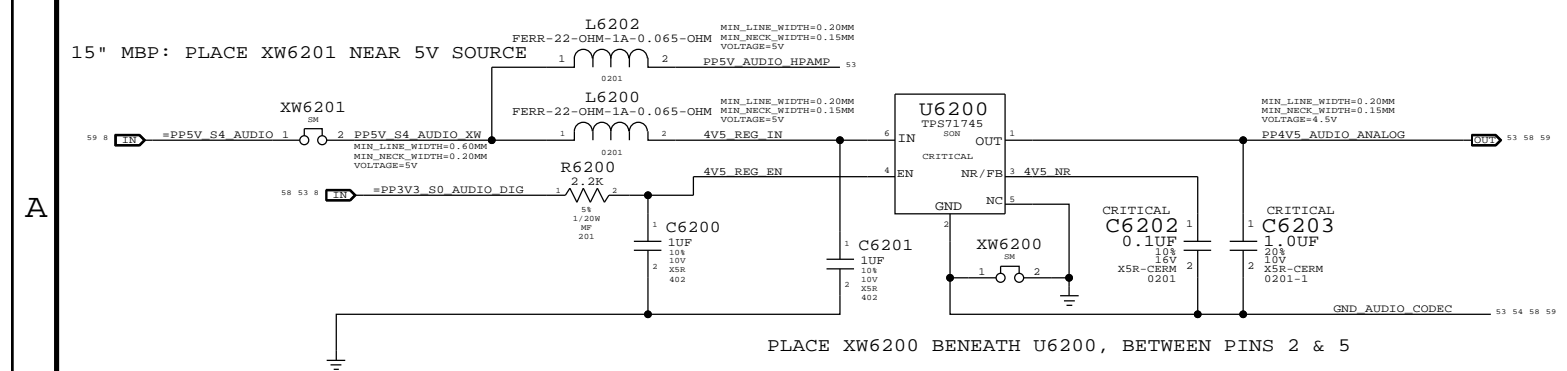 L6202
FERR-22-OHM-1A-0.065-OHM
MIN_LINE_WIDTH=0.20MM
MIN_NECK_WIDTH=0.15MM
VOLTAGE=5V
15" MBP: PLACE XW6201 NEAR 5V SOURCE
1
2
PP5V_AUDIO_HPAMP
53
0201
XW6201
SM
L6200
FERR-22-OHM-1A-0.065-OHM
MIN_LINE_WIDTH=0.20MM
MIN_NECK_WIDTH=0.15MM
VOLTAGE=5V
U6200
TPS71745
SON
CRITICAL
MIN_LINE_WIDTH=0.20MM
MIN_NECK_WIDTH=0.15MM
VOLTAGE=4.5V
59 8
IN
=PP5V_S4_AUDIO
1
2
PP5V_S4_AUDIO_XW
MIN_LINE_WIDTH=0.60MM
MIN_NECK_WIDTH=0.20MM
VOLTAGE=5V
1
2
0201
4V5_REG_IN
6
IN
OUT
1
PP4V5_AUDIO_ANALOG
OUT
53 58 59
R6200
2.2K
58 53 8
IN
=PP3V3_S0_AUDIO_DIG
1
2
5%
1/20W
MF
201
4V5_REG_EN
4
EN
NR/FB
3
4V5_NR
GND
2
NC
5
A
1
C6200
1UF
10%
10V
X5R
402
2
1
C6201
1UF
10%
10V
X5R
402
2
XW6200
SM
1
2
CRITICAL
C6202
0.1UF
10%
16V
X5R-CERM
0201
1
2
CRITICAL
C6203
1.0UF
20%
10V
X5R-CERM
0201-1
1
2
GND_AUDIO_CODEC
53 54 58 59
PLACE XW6200 BENEATH U6200, BETWEEN PINS 2 & 5